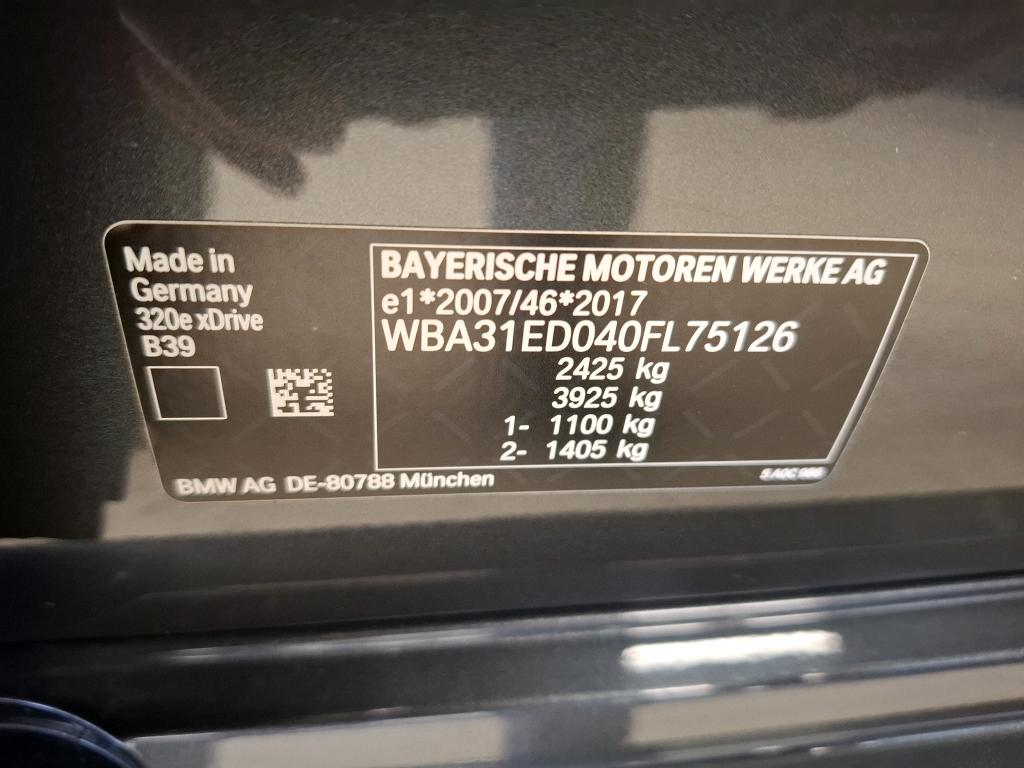 Made in
Germany
320e xDrive
B39
BAYERISCHE MOTOREN WERKE AG
e1*2007/46*2017
WBA31ED040FL75126
2425 kg
3925 kg
1- 1100 kg
2- 1405 kg
BMW AG DE-80788 München